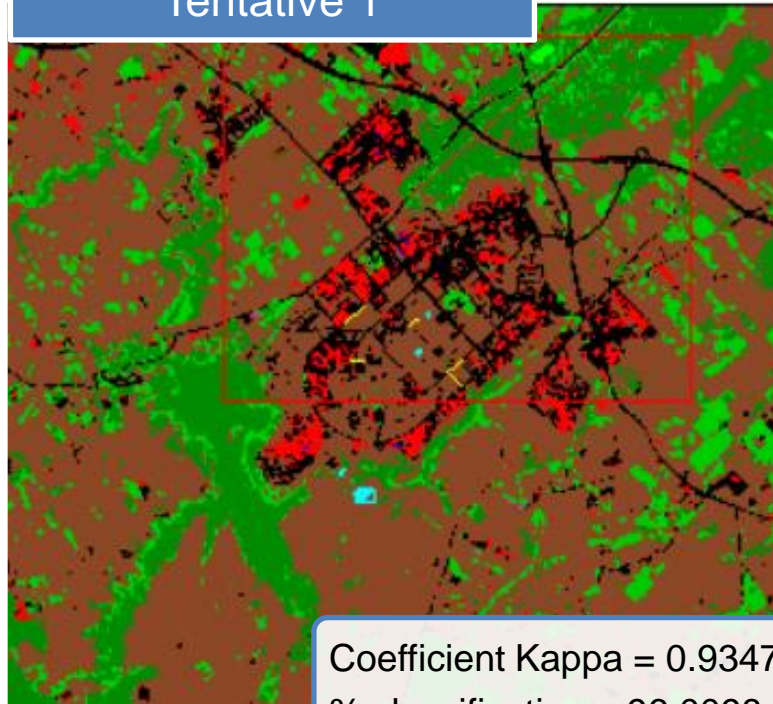 Tentative 1
Coefficient Kappa = 0.9347